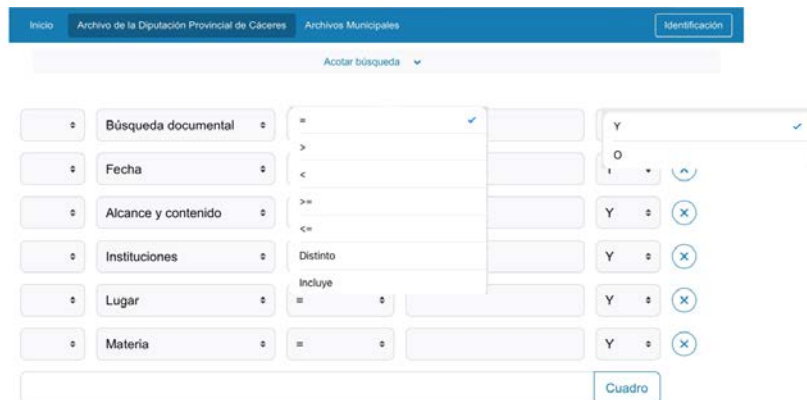 Inicio Archivo de la Diputación Provincial de Cáceres Archivos Municipales Identificación
Acotar búsqueda
Búsqueda documental = Y
> O
Fecha < Y
>=
Alcance y contenido Y
<=
Instituciones Distinto Y
Incluye
Lugar = Y
Materia = Y
Cuadro